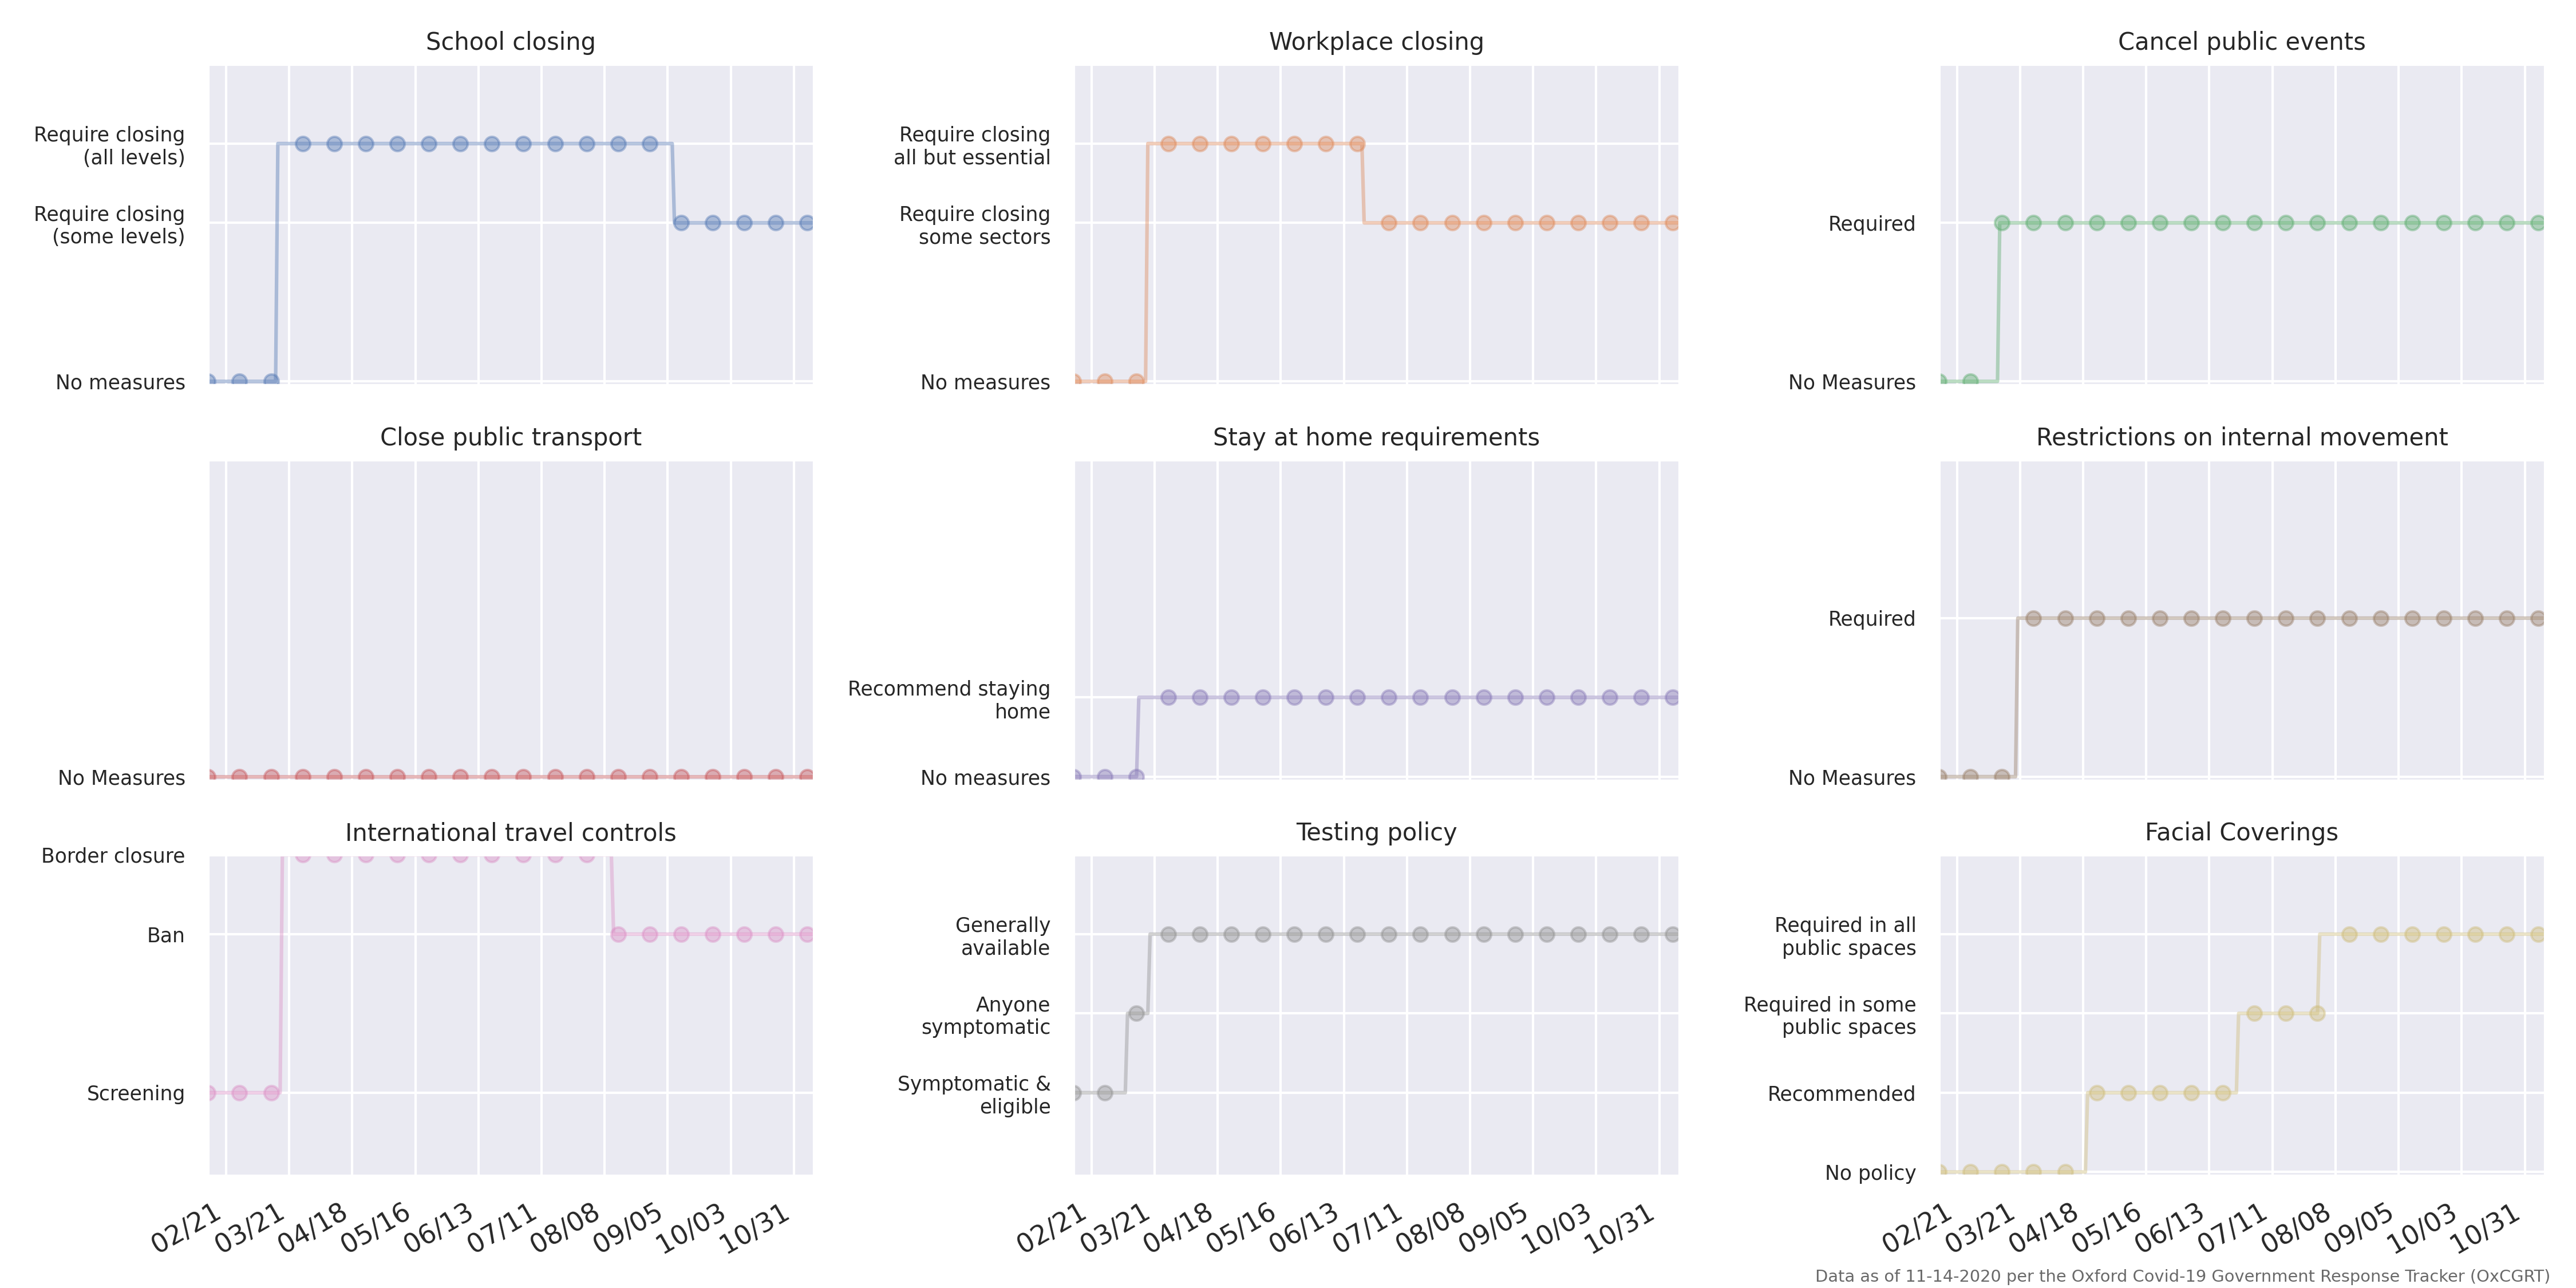 School closing
Require closing
(all levels)
Require closing
(some levels)
No measures
Workplace closing
Require closing
all but essential
Require closing
some sectors
No measures
Cancel public events
Required
No Measures
Close public transport
No Measures
Stay at home requirements
Recommend staying
home
No measures
Restrictions on internal movement
Required
No Measures
International travel controls
Border closure
Ban
Screening
02/21 03/21 04/18 05/16 06/13 07/11 08/08 09/05 10/03 10/31
Testing policy
Generally
available
Anyone
symptomatic
Symptomatic &
eligible
02/21 03/21 04/18 05/16 06/13 07/11 08/08 09/05 10/03 10/31
Facial Coverings
Required in all
public spaces
Required in some
public spaces
Recommended
No policy
02/21 03/21 04/18 05/16 06/13 07/11 08/08 09/05 10/03 10/31
Data as of 11-14-2020 per the Oxford Covid-19 Government Response Tracker (OxCGRT)